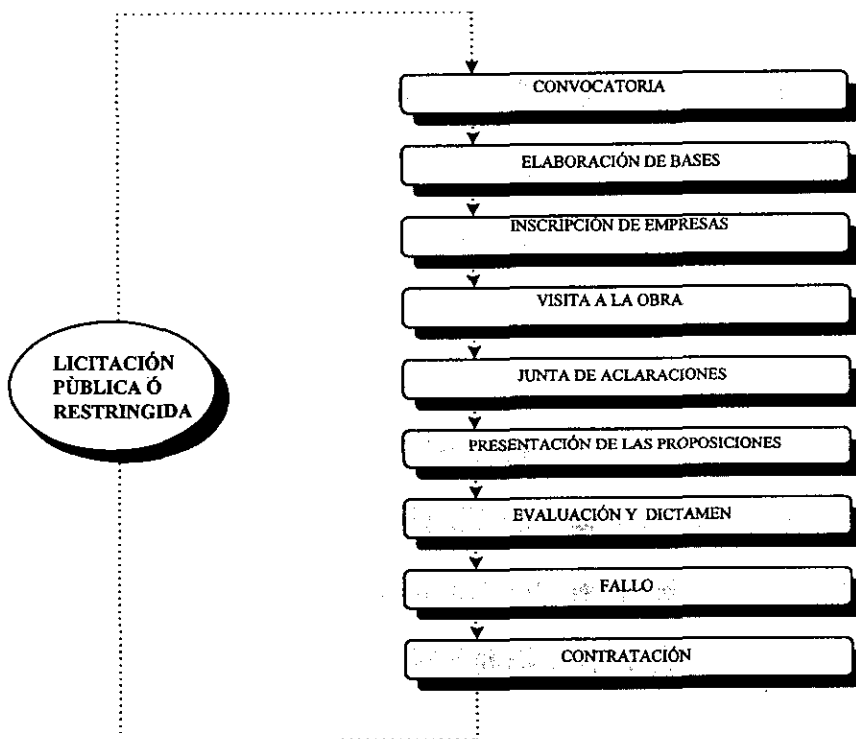 CONVOCATORIA
ELABORACIÓN DE BASES
INSCRIPCIÓN DE EMPRESAS
VISITA A LA OBRA
LICITACIÓN
PÙBLICA Ó
RESTRINGIDA
JUNTA DE ACLARACIONES
PRESENTACIÓN DE LAS PROPOSICIONES
EVALUACIÓN Y DICTAMEN
FALLO
CONTRATACIÓN